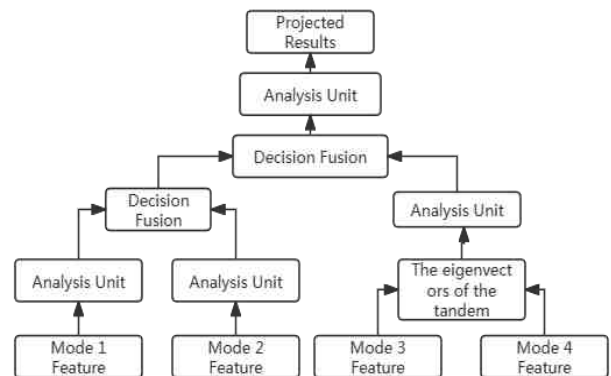 Projected
Results
Analysis Unit
Decision Fusion
Decision
Fusion
Analysis Unit
Analysis Unit
Analysis Unit
The eigenvect
ors of the
tandem
Mode 1
Feature
Mode 2
Feature
Mode 3
Feature
Mode 4
Feature